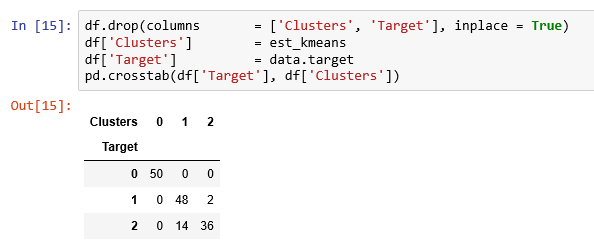 In [15]: df.drop(columns = ['Clusters', 'Target'], inplace = True)
df['Clusters'] = est_kmeans
df['Target'] = data.target
pd.crosstab(df['Target'], df['Clusters'])
Out[15]:
Clusters 0 1 2
Target
0 50 0 0
1 0 48 2
2 0 14 36